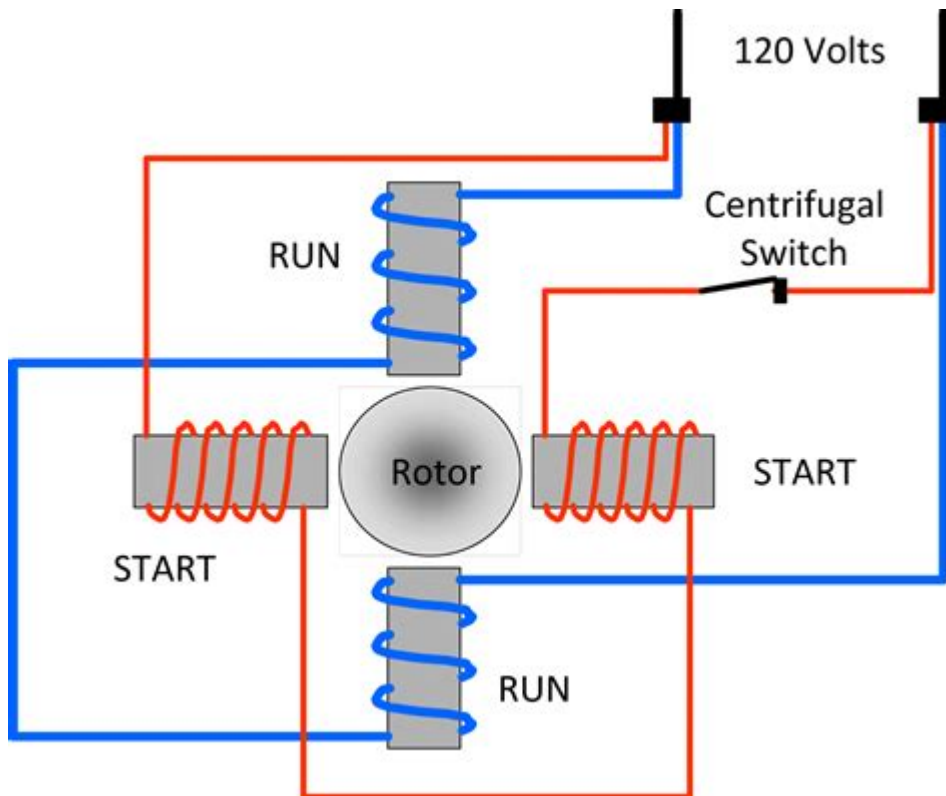 120 Volts
Centrifugal
Switch
RUN
Rotor
START
START
RUN